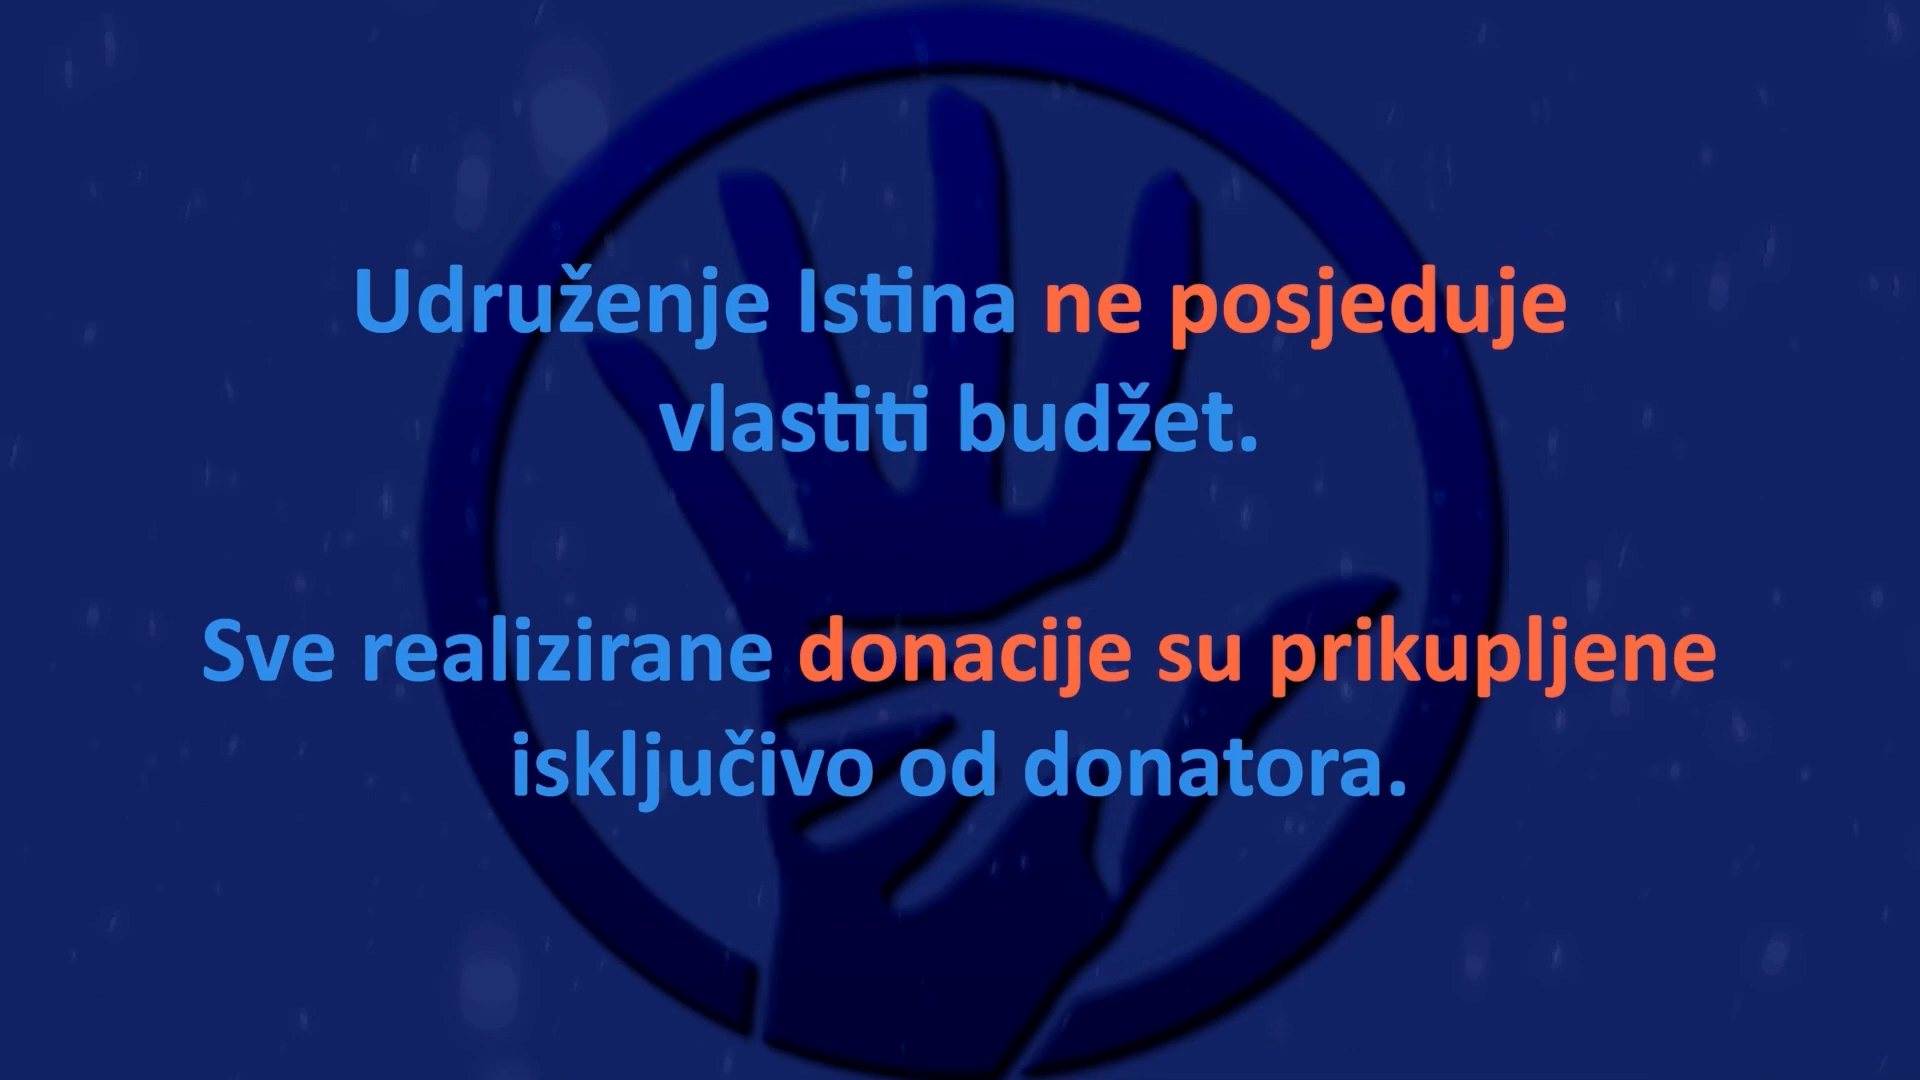 Udruženje Istina ne posjeduje
vlastiti budžet.
Sve realizirane donacije su prikupljene
isključivo od donatora.